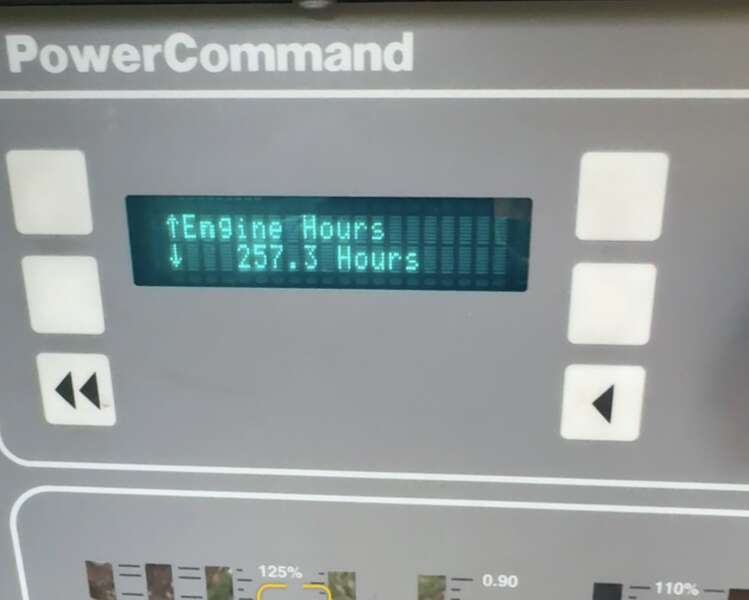 PowerCommand
↑Engine Hours
↓ 257.3 Hours
125%
0.90
110%